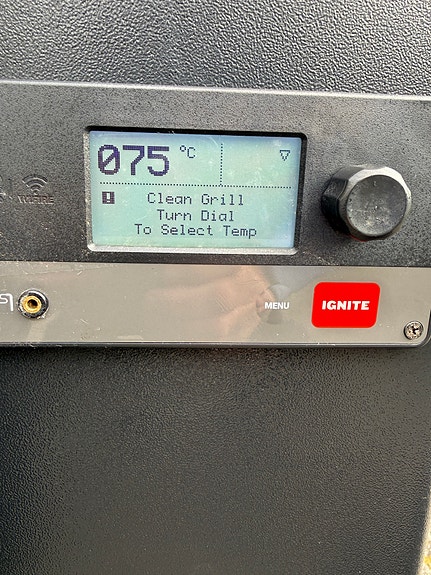 075 °C
! Clean Grill
Turn Dial
To Select Temp
WiFIRE
MENU
IGNITE